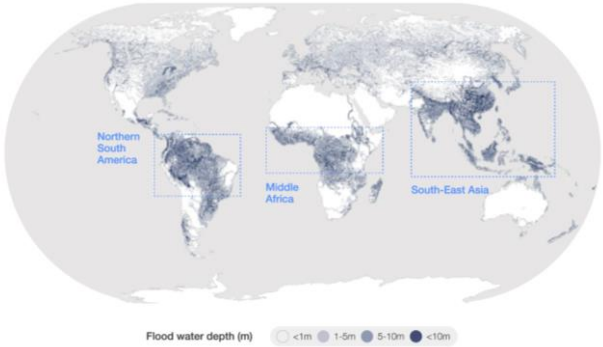 Northern
South
America
Middle
Africa
South-East Asia
Flood water depth (m) <1m 1-5m 5-10m <10m